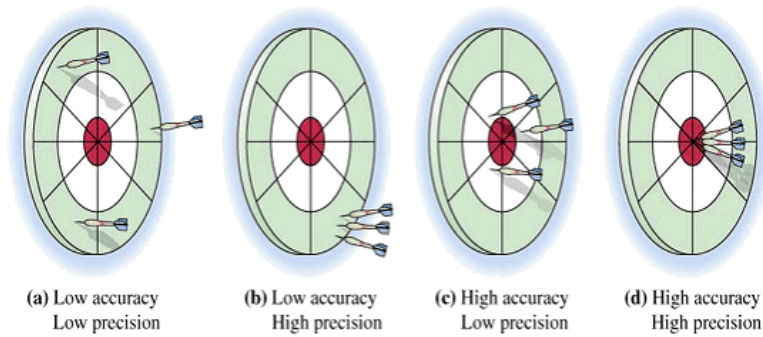 (a) Low accuracy
Low precision
(b) Low accuracy
High precision
(c) High accuracy
Low precision
(d) High accuracy
High precision